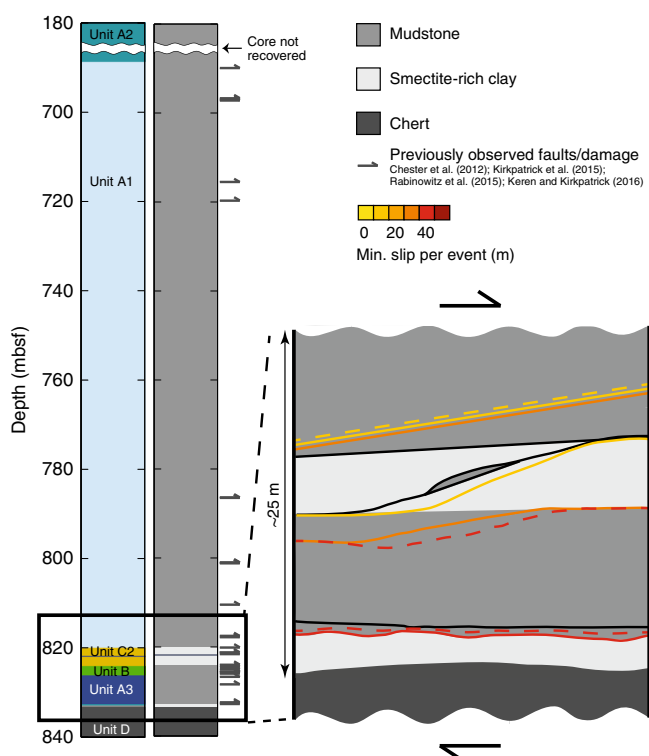 180
Unit A2
Core not
recovered
700
Unit A1
720
740
760
780
800
820
Unit C2
Unit B
Unit A3
Unit D
840
Depth (mbsf)
Mudstone
Smectite-rich clay
Chert
Previously observed faults/damage
Chester et al. (2012); Kirkpatrick et al. (2015);
Rabinowitz et al. (2015); Keren and Kirkpatrick (2016)
0 20 40
Min. slip per event (m)
~25 m